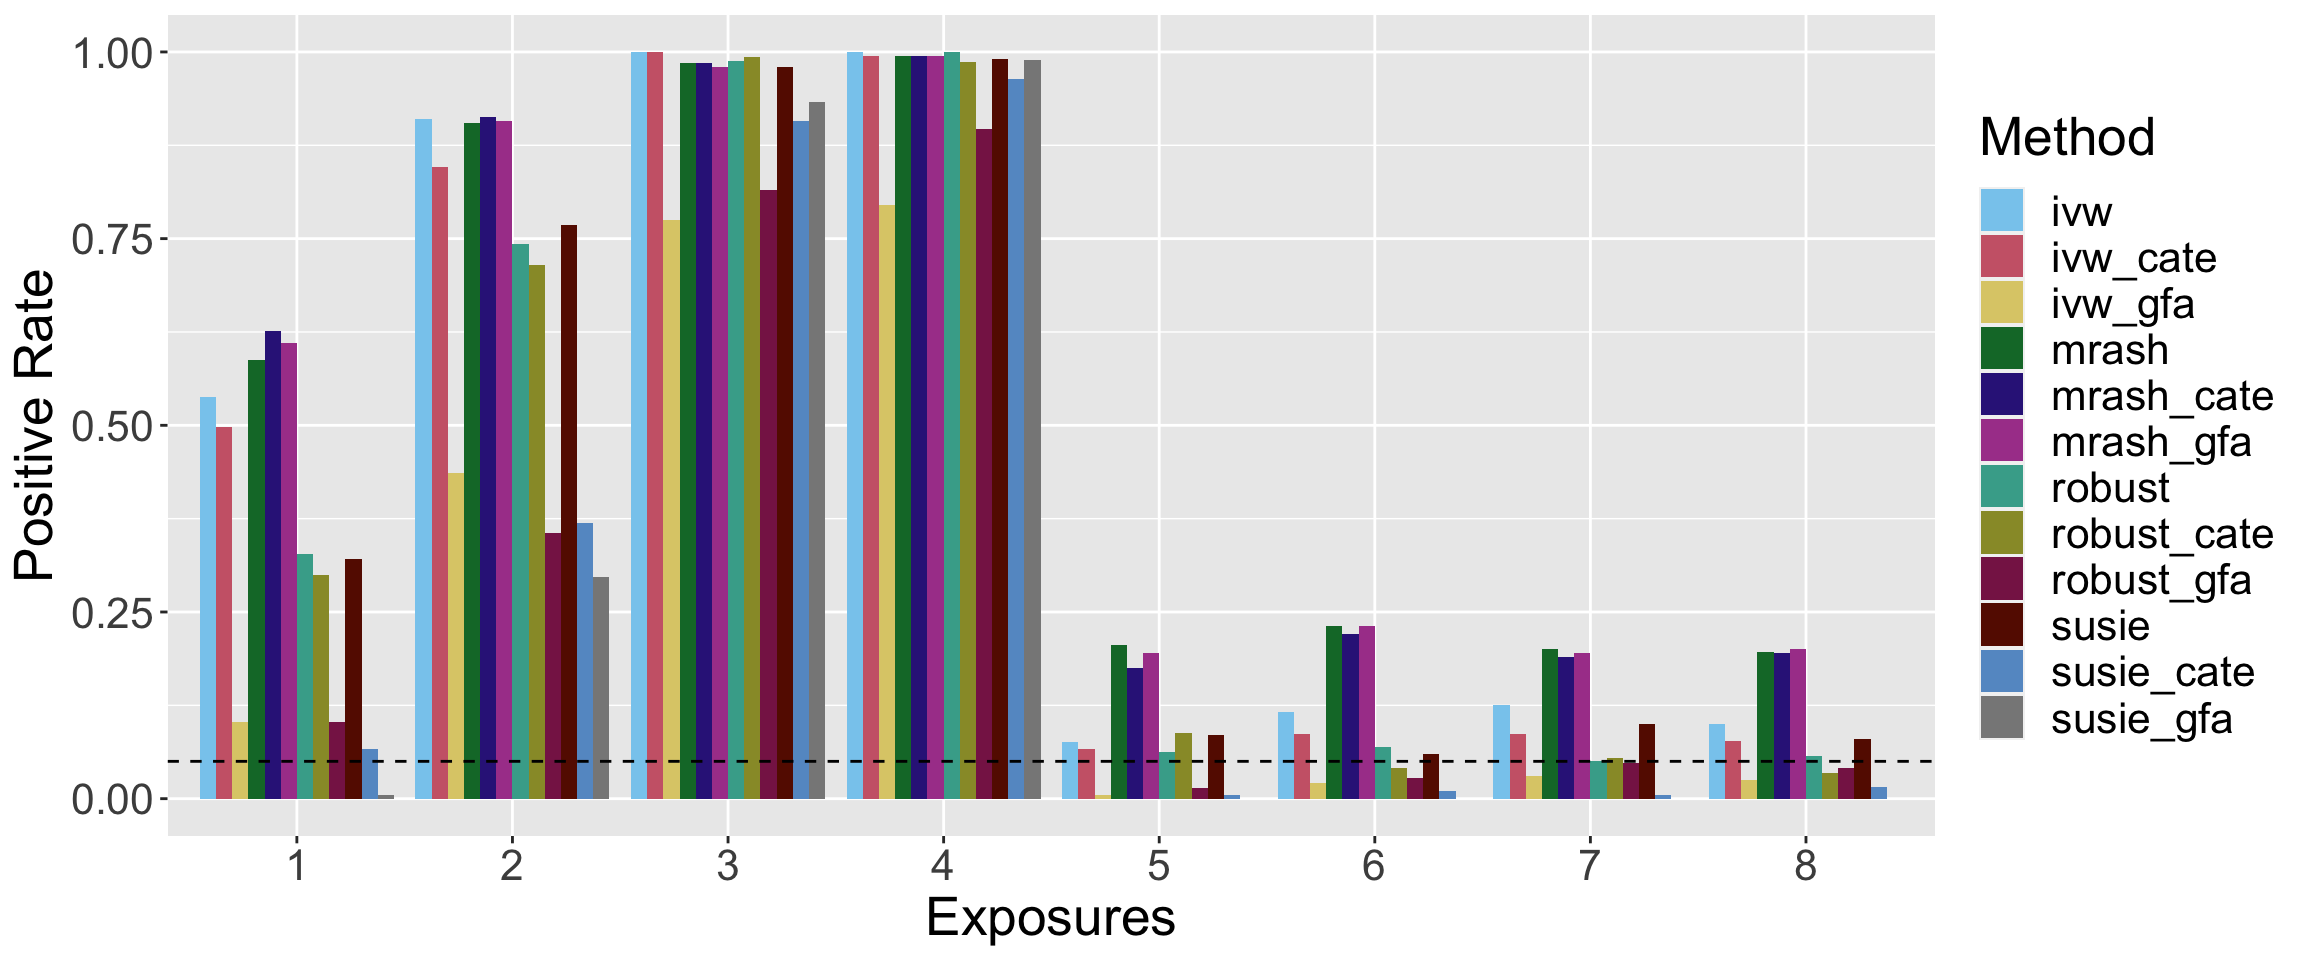 Positive Rate
1.00
0.75
0.50
0.25
0.00
1 2 3 4 5 6 7 8
Exposures
Method
ivw
ivw_cate
ivw_gfa
mrash
mrash_cate
mrash_gfa
robust
robust_cate
robust_gfa
susie
susie_cate
susie_gfa